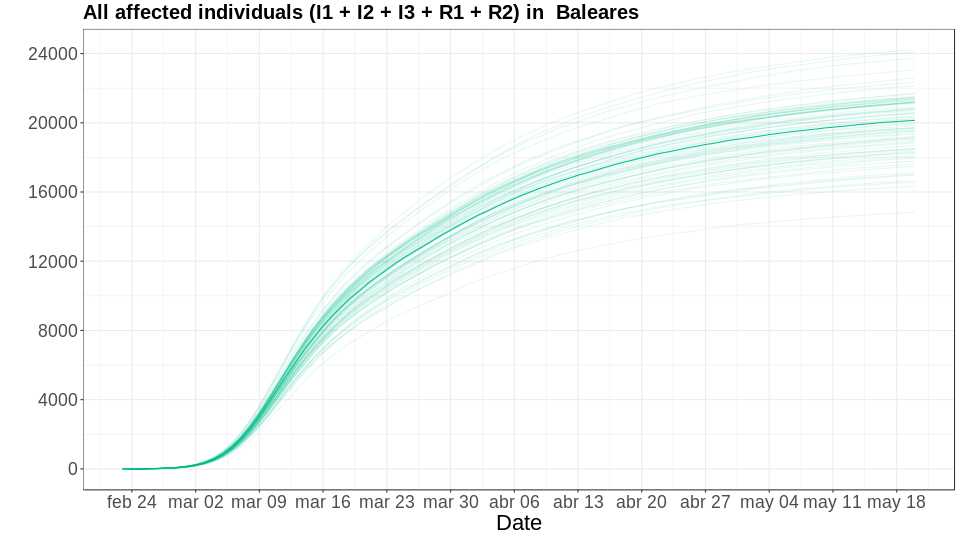 All affected individuals (I1 + I2 + I3 + R1 + R2) in  Baleares
24000
20000
16000
12000
8000
4000
0
feb 24 mar 02 mar 09 mar 16 mar 23 mar 30 abr 06 abr 13 abr 20 abr 27 may 04 may 11 may 18
Date